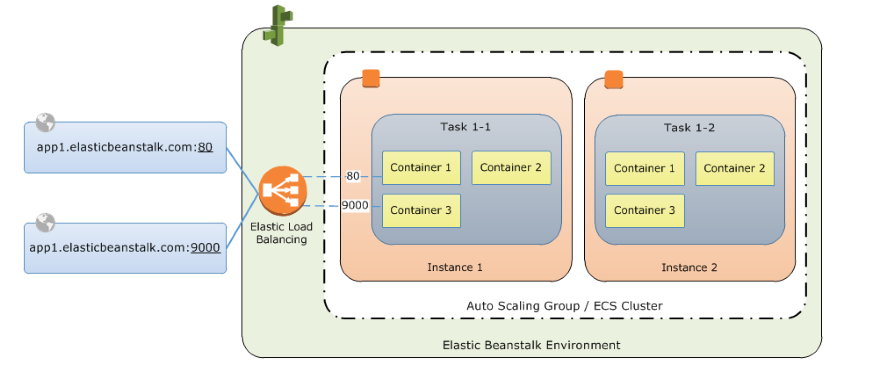 app1.elasticbeanstalk.com:80
app1.elasticbeanstalk.com:9000
Elastic Load
Balancing
80
9000
Task 1-1
Container 1
Container 2
Container 3
Instance 1
Task 1-2
Container 1
Container 2
Container 3
Instance 2
Auto Scaling Group / ECS Cluster
Elastic Beanstalk Environment